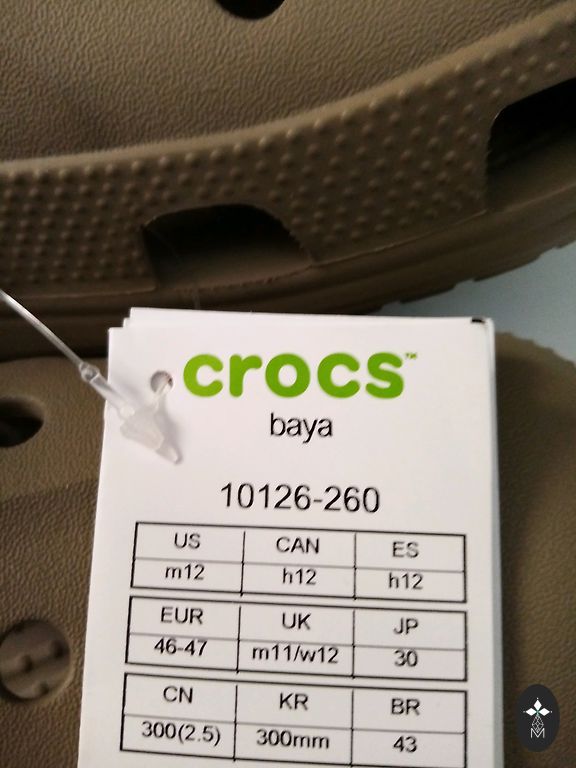 crocs™
baya
10126-260
US CAN ES
m12 h12 h12
EUR UK JP
46-47 m11/w12 30
CN KR BR
300(2.5) 300mm 43
M